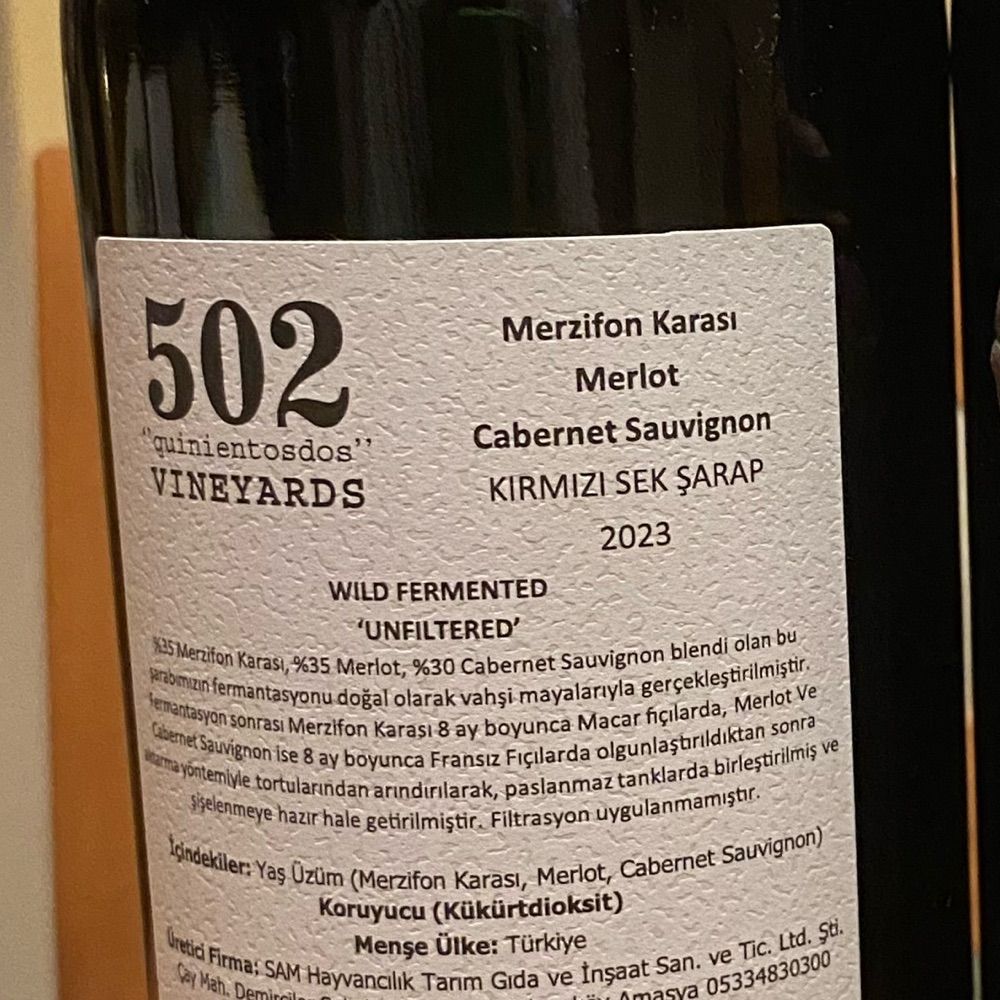 502
"quinientosdos"
VINEYARDS
Merzifon Karası
Merlot
Cabernet Sauvignon
KIRMIZI SEK ŞARAP
2023
WILD FERMENTED
‘UNFILTERED’
%35 Merzifon Karası, %35 Merlot, %30 Cabernet Sauvignon blendi olan bu
şarabımızın fermantasyonu doğal olarak vahşi mayalarıyla gerçekleştirilmiştir.
Fermantasyon sonrası Merzifon Karası 8 ay boyunca Macar fıçılarda, Merlot Ve
Cabernet Sauvignon ise 8 ay boyunca Fransız Fıçılarda olgunlaştırıldıktan sonra
aktarma yöntemiyle tortularından arındırılarak, paslanmaz tanklarda birleştirilmiş ve
şişelenmeye hazır hale getirilmiştir. Filtrasyon uygulanmamıştır.
İçindekiler: Yaş Üzüm (Merzifon Karası, Merlot, Cabernet Sauvignon)
Koruyucu (Kükürtdioksit)
Menşe Ülke: Türkiye
Üretici Firma: SAM Hayvancılık Tarım Gıda ve İnşaat San. ve Tic. Ltd. Şti.
Çay Mah. Amasya 05334830300